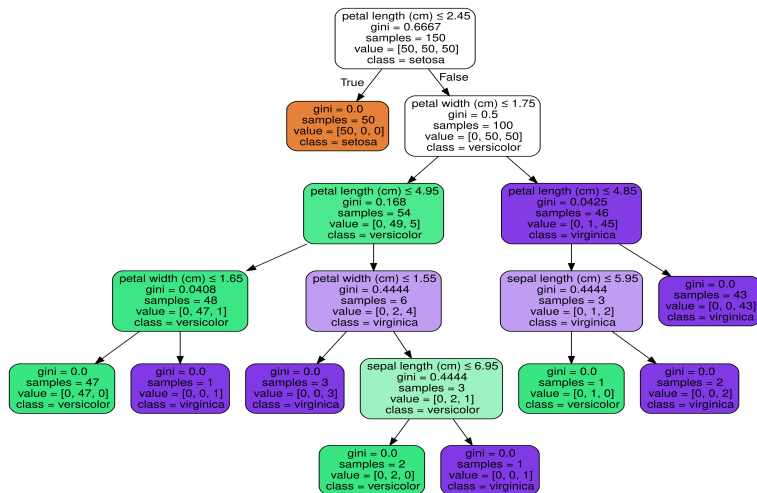 petal length (cm) ≤ 2.45
gini = 0.6667
samples = 150
value = [50, 50, 50]
class = setosa
True
False
gini = 0.0
samples = 50
value = [50, 0, 0]
class = setosa
petal width (cm) ≤ 1.75
gini = 0.5
samples = 100
value = [0, 50, 50]
class = versicolor
petal length (cm) ≤ 4.95
gini = 0.168
samples = 54
value = [0, 49, 5]
class = versicolor
petal length (cm) ≤ 4.85
gini = 0.0425
samples = 46
value = [0, 1, 45]
class = virginica
petal width (cm) ≤ 1.65
gini = 0.0408
samples = 48
value = [0, 47, 1]
class = versicolor
petal width (cm) ≤ 1.55
gini = 0.4444
samples = 6
value = [0, 2, 4]
class = virginica
sepal length (cm) ≤ 5.95
gini = 0.4444
samples = 3
value = [0, 1, 2]
class = virginica
gini = 0.0
samples = 43
value = [0, 0, 43]
class = virginica
gini = 0.0
samples = 47
value = [0, 47, 0]
class = versicolor
gini = 0.0
samples = 1
value = [0, 0, 1]
class = virginica
gini = 0.0
samples = 3
value = [0, 0, 3]
class = virginica
sepal length (cm) ≤ 6.95
gini = 0.4444
samples = 3
value = [0, 2, 1]
class = versicolor
gini = 0.0
samples = 1
value = [0, 1, 0]
class = versicolor
gini = 0.0
samples = 2
value = [0, 0, 2]
class = virginica
gini = 0.0
samples = 2
value = [0, 2, 0]
class = versicolor
gini = 0.0
samples = 1
value = [0, 0, 1]
class = virginica